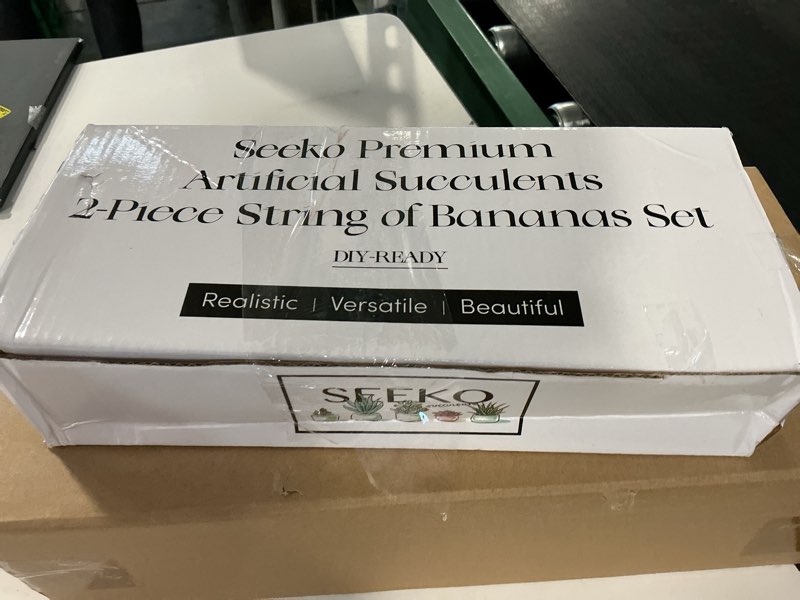 Seeko Premium
Artificial Succulents
2-Piece String of Bananas Set
DIY-READY
Realistic | Versatile | Beautiful
SEEKO